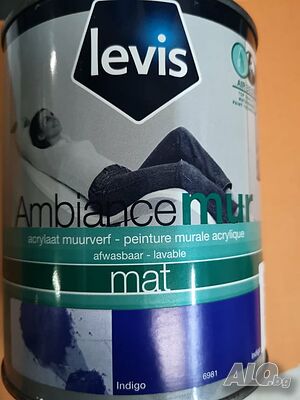 levis
Ambiance mur
acrylaat muurverf - peinture murale acrylique
afwasbaar - lavable
mat
Indigo
6981
ALO.bg